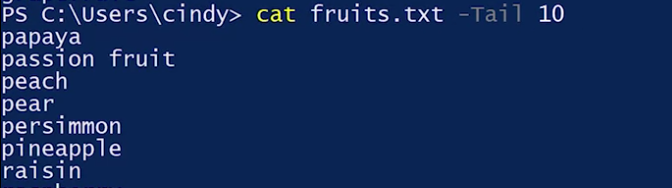 PS C:\Users\cindy> cat fruits.txt -Tail 10
papaya
passion fruit
peach
pear
persimmon
pineapple
raisin